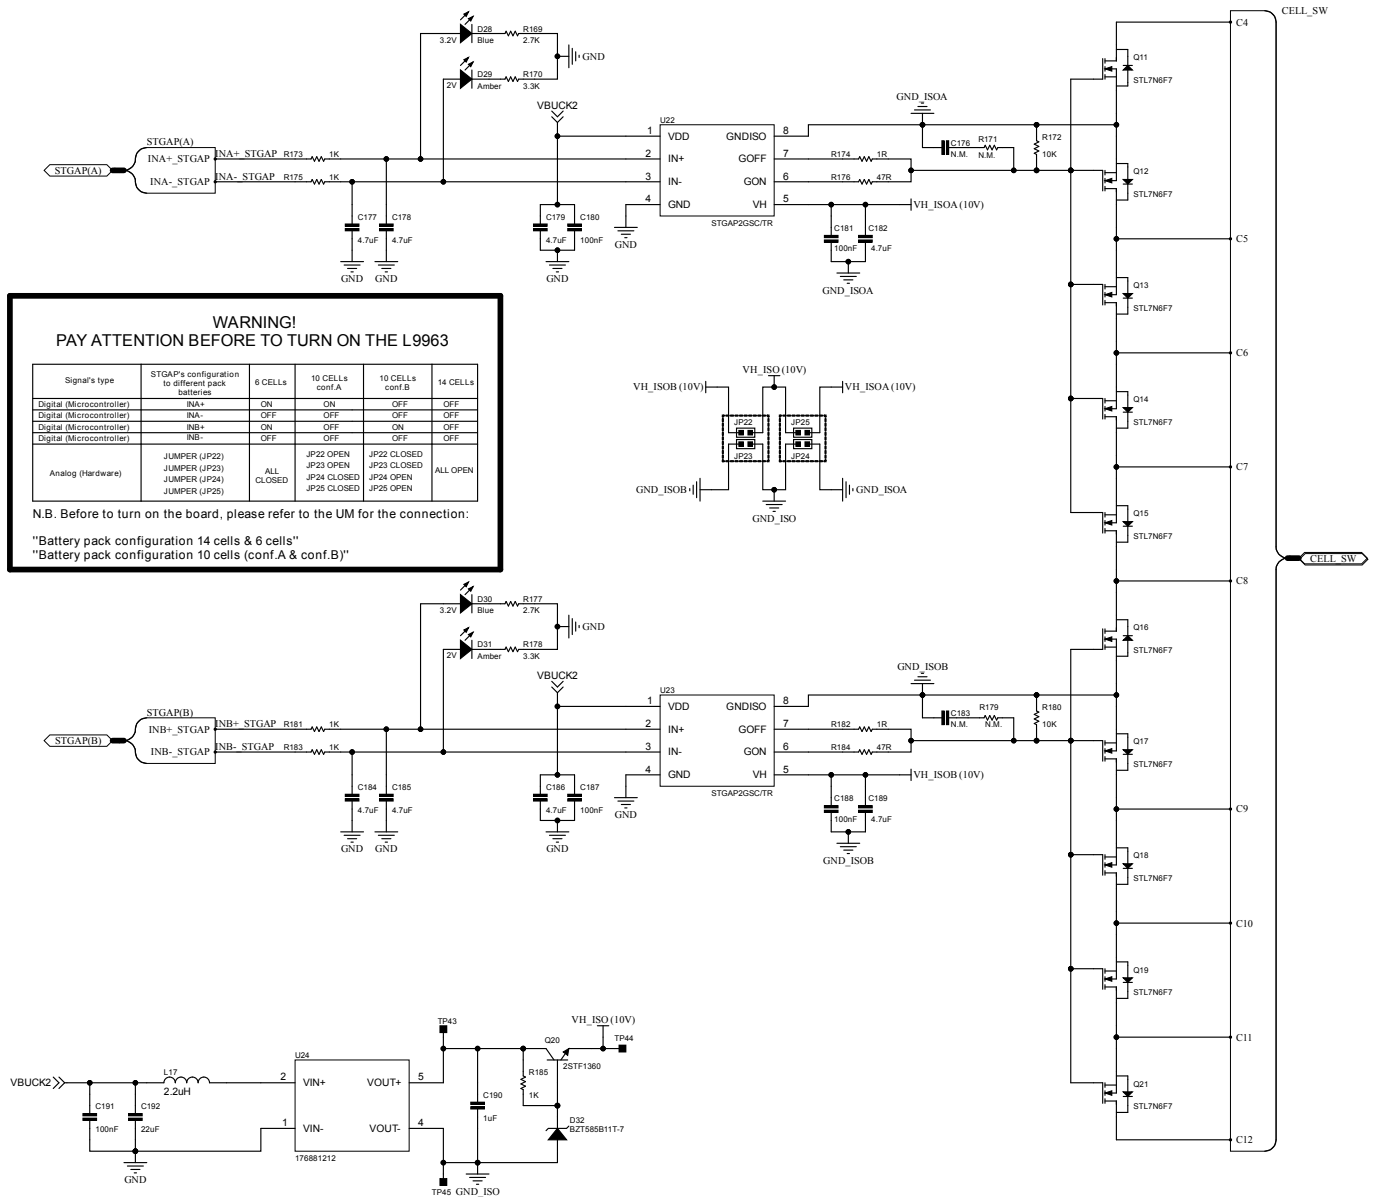 CELL_SW
C4
D28
Blue
3.2V
R169
2.7K
GND
D29
Amber
2V
R170
3.3K
Q11
STL7N6F7
VBUCK2
GND_ISOA
U22
1 VDD GNDISO 8
2 IN+ GOFF 7
3 IN- GON 6
4 GND VH 5
STGAP2GSC/TR
C176
N.M.
R171
N.M.
R172
10K
STGAP(A)
STGAP(A)
INA+_STGAP INA+_STGAP R173 1K
INA-_STGAP INA-_STGAP R175 1K
R174 1R
R176 47R
VH_ISOA (10V)
Q12
STL7N6F7
C177
4.7uF
C178
4.7uF
GND
GND
C179
4.7uF
C180
100nF
GND
GND
C181
100nF
C182
4.7uF
GND_ISOA
C5
Q13
STL7N6F7
C6
WARNING!
PAY ATTENTION BEFORE TO TURN ON THE L9963
Signal's type
STGAP's configuration
to different pack
batteries
6 CELLs
10 CELLs
conf.A
10 CELLs
conf.B
14 CELLs
Digital (Microcontroller) INA+ ON ON OFF OFF
Digital (Microcontroller) INA- OFF OFF OFF OFF
Digital (Microcontroller) INB+ ON OFF ON OFF
Digital (Microcontroller) INB- OFF OFF OFF OFF
Analog (Hardware)
JUMPER (JP22)
JUMPER (JP23)
JUMPER (JP24)
JUMPER (JP25)
ALL
CLOSED
JP22 OPEN
JP23 OPEN
JP24 CLOSED
JP25 CLOSED
JP22 CLOSED
JP23 CLOSED
JP24 OPEN
JP25 OPEN
ALL OPEN
N.B. Before to turn on the board, please refer to the UM for the connection:
"Battery pack configuration 14 cells & 6 cells"
"Battery pack configuration 10 cells (conf.A & conf.B)"
VH_ISO (10V)
VH_ISOB (10V)
VH_ISOA (10V)
JP22
JP25
JP23
JP24
GND_ISOB
GND_ISOA
GND_ISO
Q14
STL7N6F7
C7
Q15
STL7N6F7
CELL_SW
C8
D30
Blue
3.2V
R177
2.7K
GND
D31
Amber
2V
R178
3.3K
Q16
STL7N6F7
VBUCK2
GND_ISOB
U23
1 VDD GNDISO 8
2 IN+ GOFF 7
3 IN- GON 6
4 GND VH 5
STGAP2GSC/TR
C183
N.M.
R179
N.M.
R180
10K
STGAP(B)
STGAP(B)
INB+_STGAP INB+_STGAP R181 1K
INB-_STGAP INB-_STGAP R183 1K
R182 1R
R184 47R
VH_ISOB (10V)
Q17
STL7N6F7
C184
4.7uF
C185
4.7uF
GND
GND
C186
4.7uF
C187
100nF
GND
GND
C188
100nF
C189
4.7uF
GND_ISOB
C9
Q18
STL7N6F7
C10
Q19
STL7N6F7
C11
Q21
STL7N6F7
C12
VBUCK2
L17
2.2uH
C191
100nF
C192
22uF
GND
U24
2 VIN+ VOUT+ 5
1 VIN- VOUT- 4
176881212
TP43
TP45
GND_ISO
C190
1uF
R185
1K
Q20
2STF1360
D32
BZT585B11T-7
VH_ISO (10V)
TP44